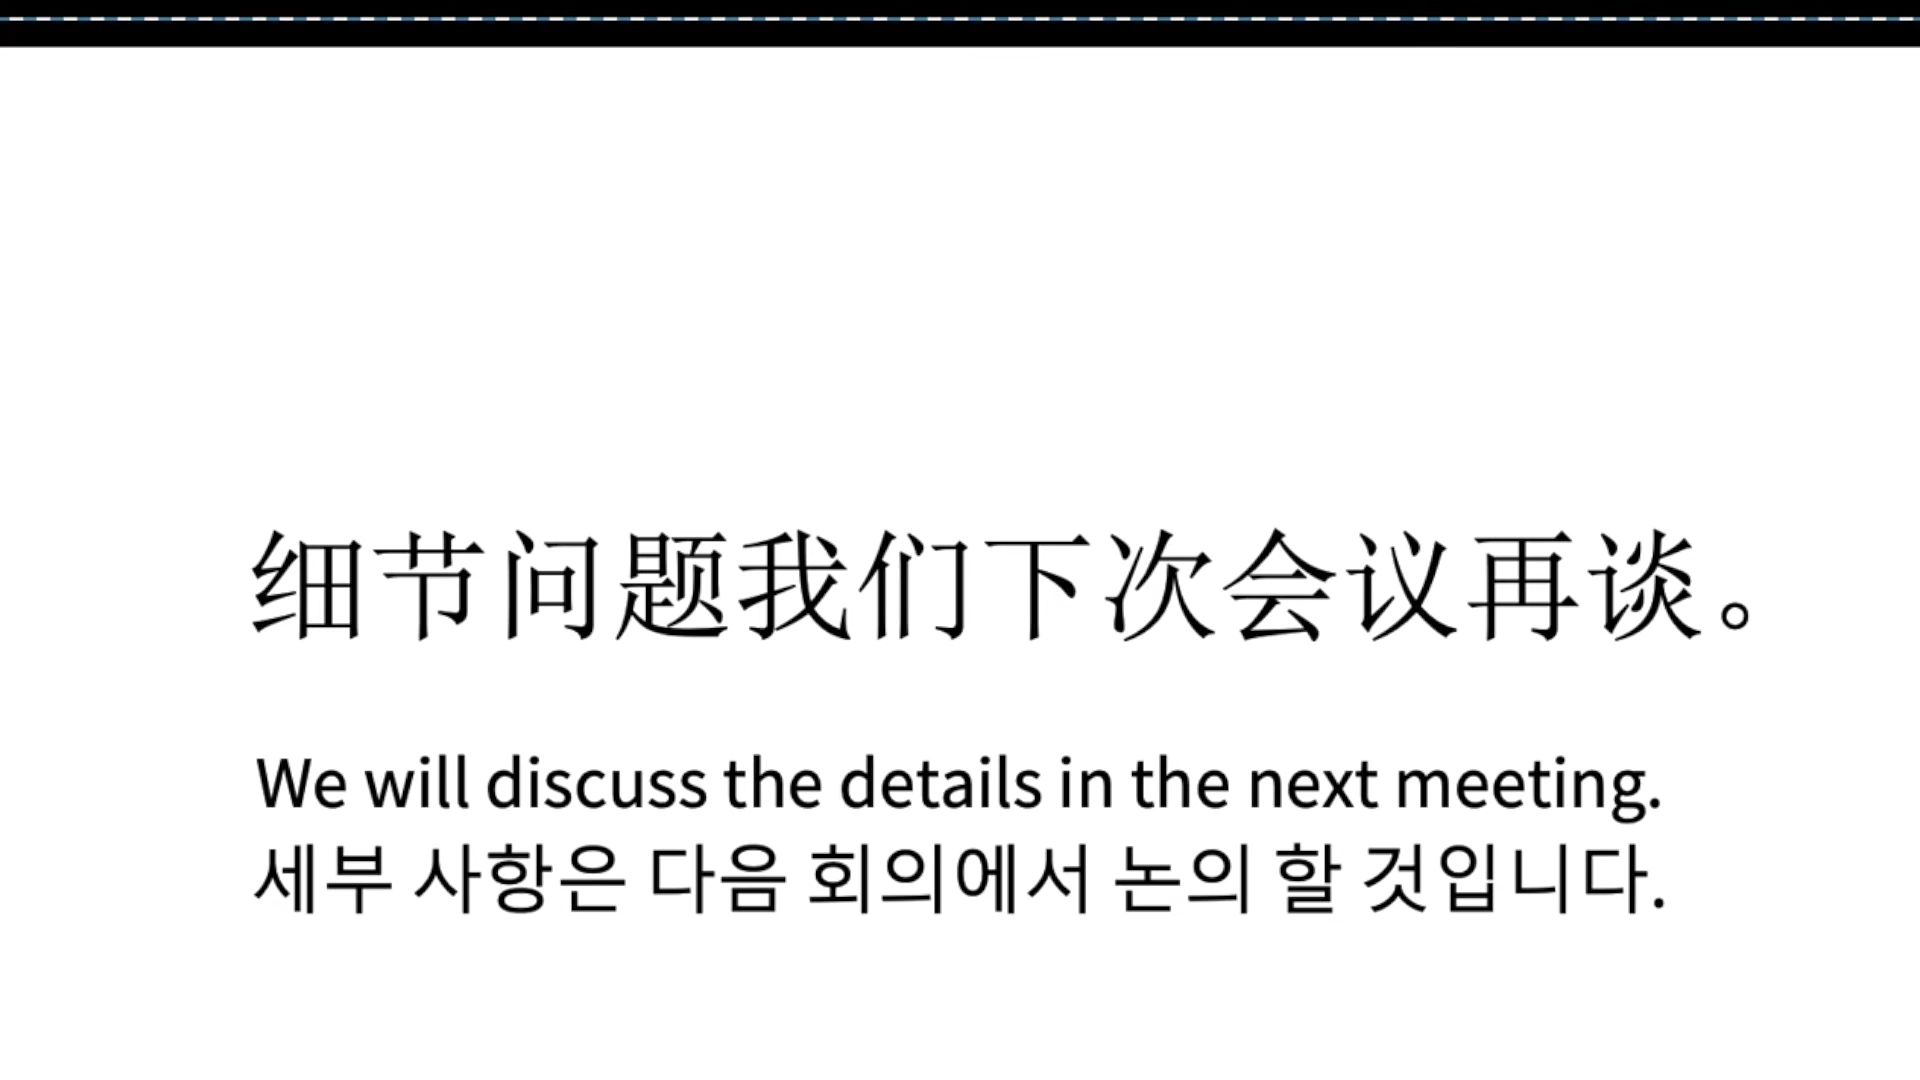 细节问题我们下次会议再谈。
We will discuss the details in the next meeting.
세부 사항은 다음 회의에서 논의 할 것입니다.